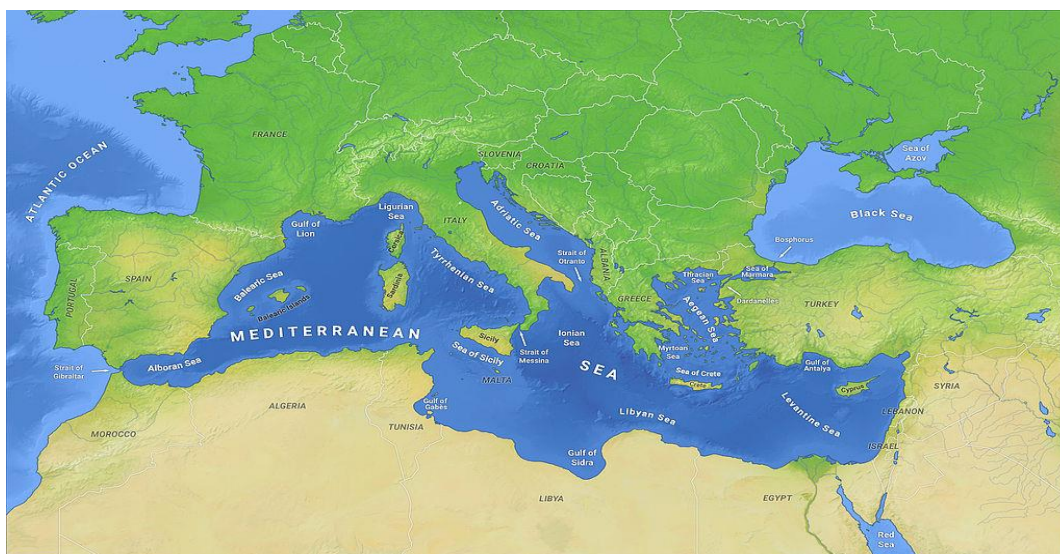 FRANCE
SLOVENIA
CROATIA
Sea of
Azov
ATLANTIC OCEAN
Ligurian
Sea
Gulf of
Lion
ITALY
Adriatic Sea
Black Sea
Bosphorus
Corsica
Strait of
Otranto
ALBANIA
PORTUGAL
SPAIN
Balearic Sea
Balearic Islands
Sardinia
Tyrrhenian Sea
Thracian
Sea
Sea of
Marmara
Dardanelles
GREECE
Aegean Sea
TURKEY
MEDITERRANEAN
SEA
Sicily
Sea of Sicily
Strait of
Messina
Ionian
Sea
Myrtoan
Sea
Strait of
Gibraltar
Alboran Sea
MALTA
Sea of Crete
Crete
Gulf of
Antalya
Cyprus
SYRIA
LEBANON
Levantine Sea
Gulf of
Gabès
Libyan Sea
ALGERIA
TUNISIA
MOROCCO
ISRAEL
Gulf of
Sidra
LIBYA
EGYPT
Red
Sea